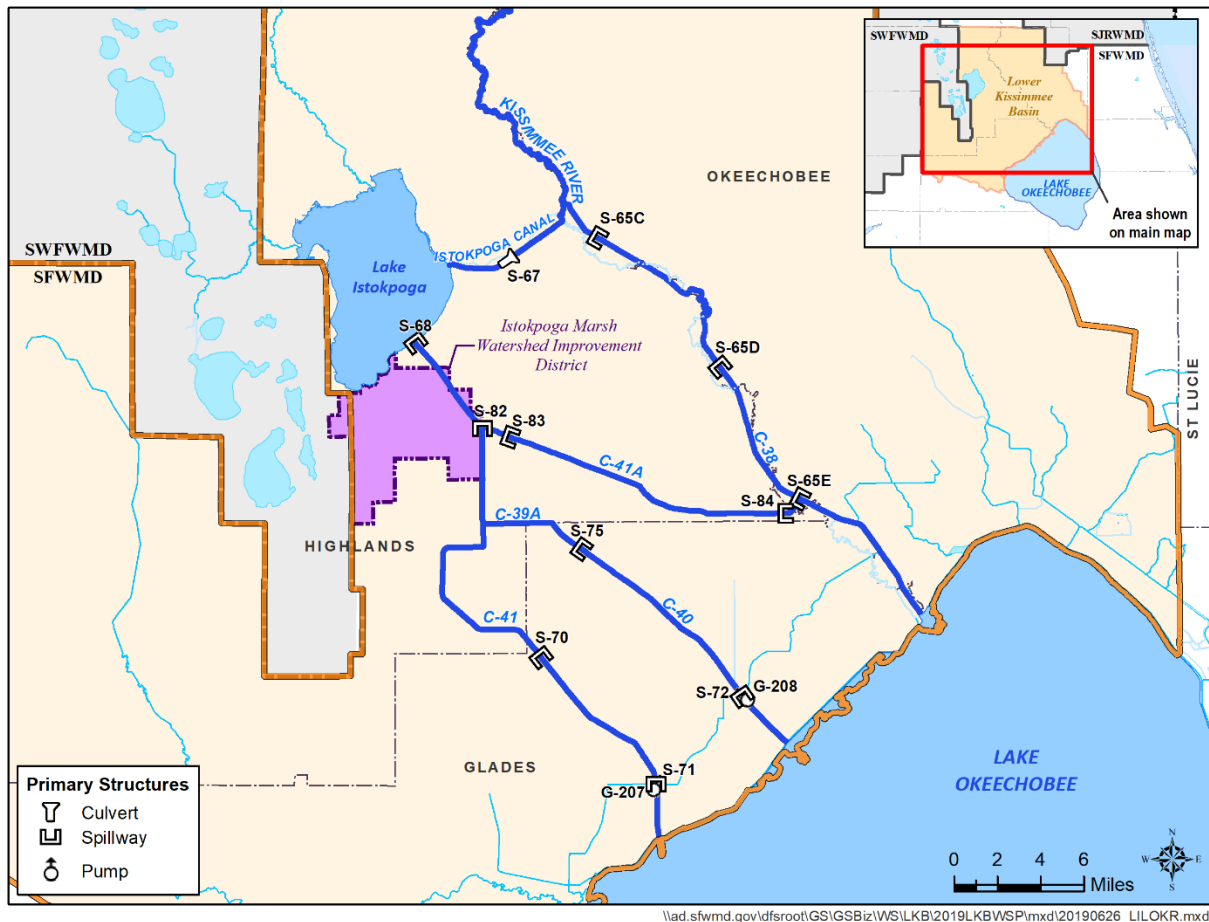 SWFWMD
SJRWMD
SFWMD
Lower
Kissimmee
Basin
LAKE
OKEECHOBEE
Area shown
on main map
KISSIMMEE RIVER
OKEECHOBEE
S-65C
ISTOKPOGA CANAL
S-67
SWFWMD
SFWMD
Lake
Istokpoga
S-68
Istokpoga Marsh
Watershed Improvement
District
S-65D
ST LUCIE
S-82
S-83
C-41A
C-38
S-65E
S-84
C-39A
HIGHLANDS
S-75
C-41
C-40
S-70
S-72
G-208
GLADES
S-71
G-207
LAKE
OKEECHOBEE
Primary Structures
Culvert
Spillway
Pump
N
W
E
S
0 2 4 6
Miles
\\ad.sfwmd.gov\dfsroot\GS\GSBiz\WS\LKB\2019LKBWSP\mxd\20190626_LILOKR.mxd